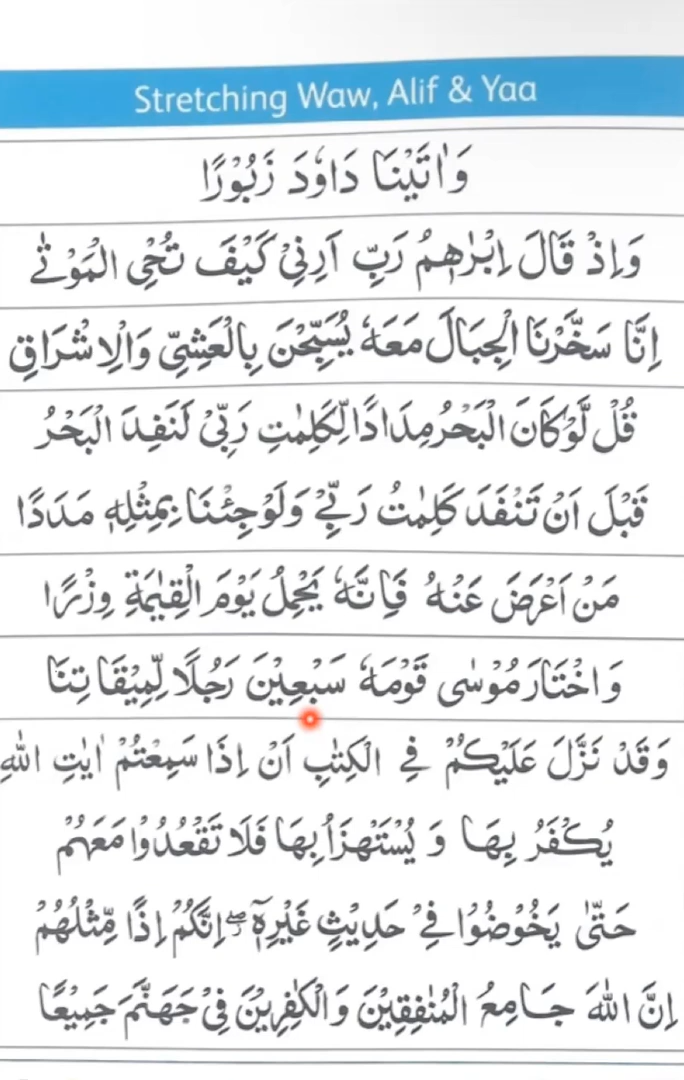 Stretching Waw, Alif & Yaa
وَاٰتَيْنَا دَاوٗدَ زَبُوْرًا
وَاِذْ قَالَ اِبْرٰهٖمُ رَبِّ اَرِنِيْ كَيْفَ تُحْيِ الْمَوْتٰى
اِنَّا سَخَّرْنَا الْجِبَالَ مَعَهٗ يُسَبِّحْنَ بِالْعَشِيِّ وَالْاِشْرَاقِ
قُلْ لَّوْ كَانَ الْبَحْرُ مِدَادًا لِّكَلِمٰتِ رَبِّيْ لَنَفِدَ الْبَحْرُ
قَبْلَ اَنْ تَنْفَدَ كَلِمٰتُ رَبِّيْ وَلَوْ جِئْنَا بِمِثْلِهٖ مَدَدًا
مَنْ اَعْرَضَ عَنْهُ فَاِنَّهٗ يَحْمِلُ يَوْمَ الْقِيٰمَةِ وِزْرًا
وَاخْتَارَ مُوْسٰى قَوْمَهٗ سَبْعِيْنَ رَجُلًا لِّمِيْقَاتِنَا
وَقَدْ نَزَّلَ عَلَيْكُمْ فِي الْكِتٰبِ اَنْ اِذَا سَمِعْتُمْ اٰيٰتِ اللّٰهِ
يُكْفَرُ بِهَا وَ يُسْتَهْزَاُ بِهَا فَلَا تَقْعُدُوْا مَعَهُمْ
حَتّٰى يَخُوْضُوْا فِيْ حَدِيْثٍ غَيْرِهٖٓ ۖ اِنَّكُمْ اِذًا مِّثْلُهُمْ
اِنَّ اللّٰهَ جَامِعُ الْمُنٰفِقِيْنَ وَالْكٰفِرِيْنَ فِيْ جَهَنَّمَ جَمِيْعًا